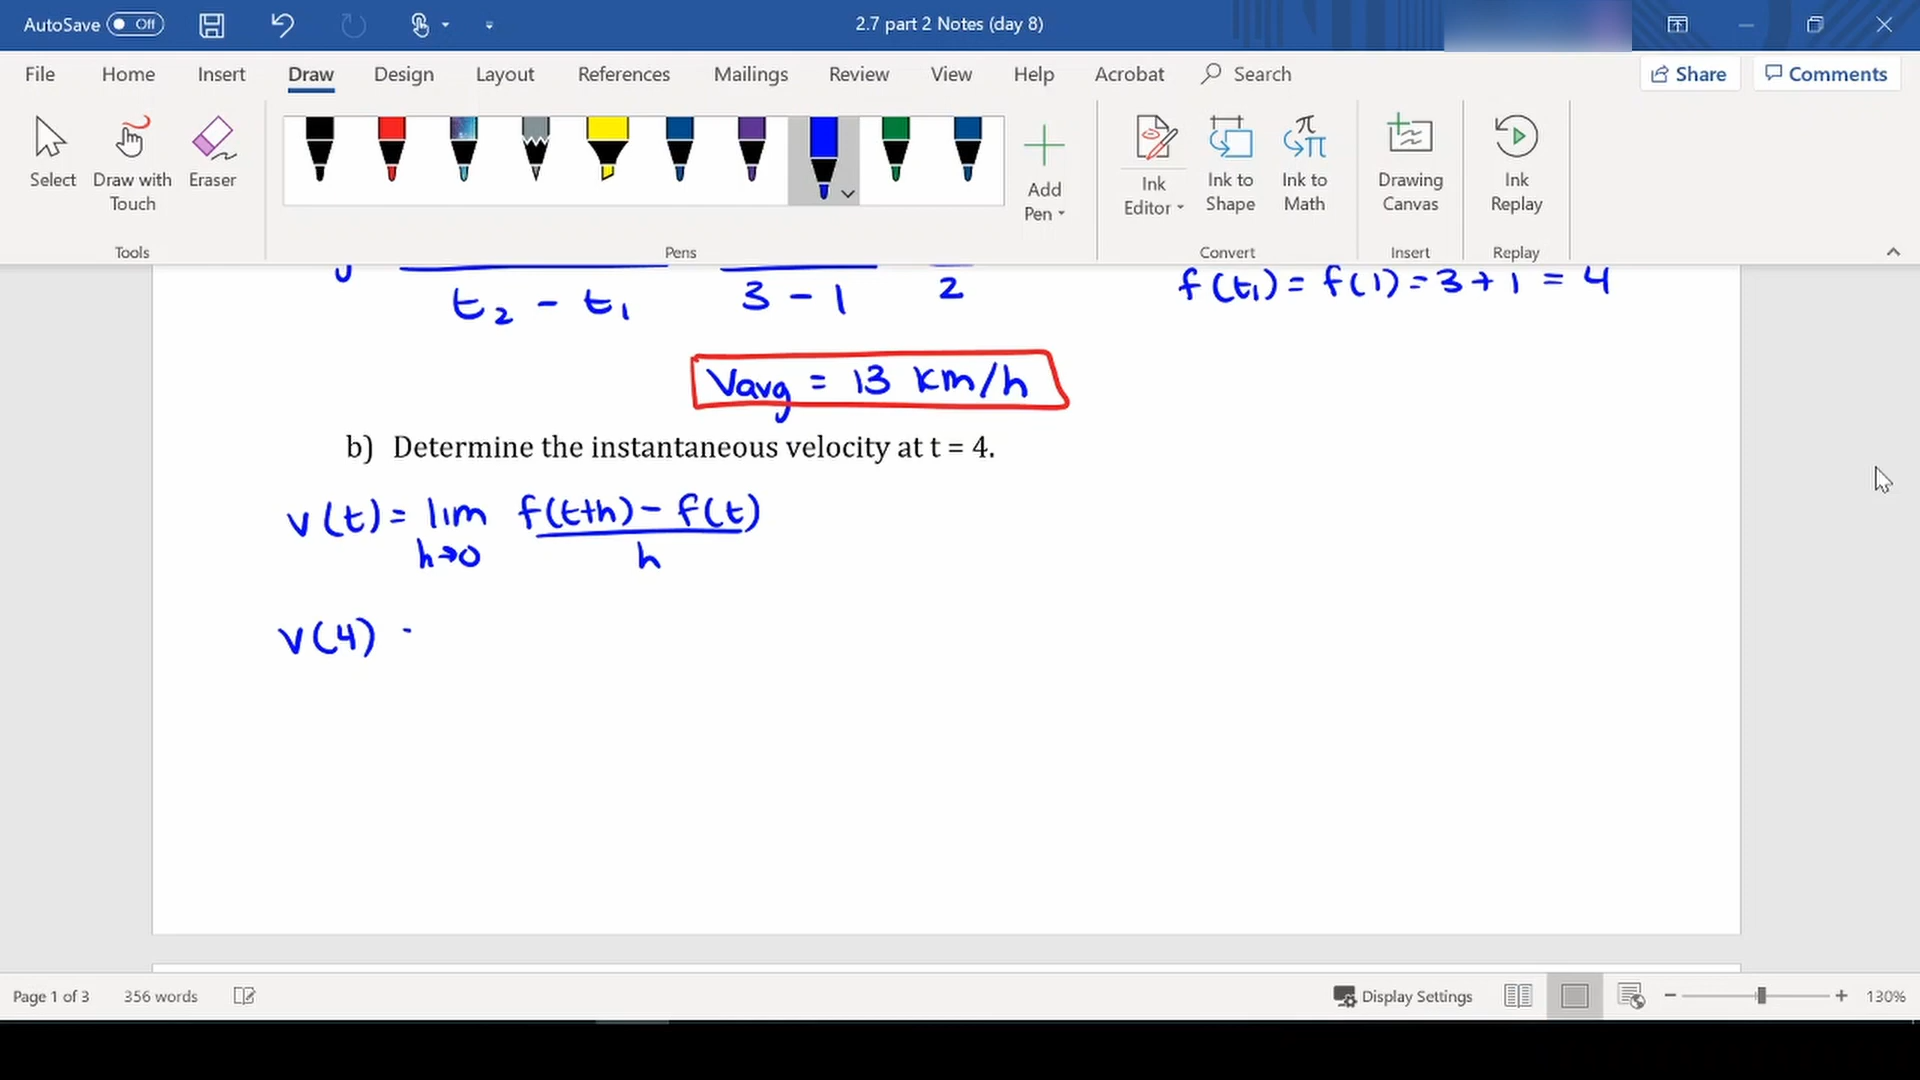 AutoSave Off
2.7 part 2 Notes (day 8)
File Home Insert Draw Design Layout References Mailings Review View Help Acrobat Search Share Comments
Select
Draw with Touch
Eraser
Add Pen
Ink Editor
Ink to Shape
Ink to Math
Drawing Canvas
Ink Replay
Tools Pens Convert Insert Replay
t₂ - t₁ 3 - 1 2
f(t₁) = f(1) = 3 + 1 = 4
Vavg = 13 km/h
b) Determine the instantaneous velocity at t = 4.
v(t) = lim f(t+h) - f(t)
h→0 h
v(4)
Page 1 of 3 356 words Display Settings 130%